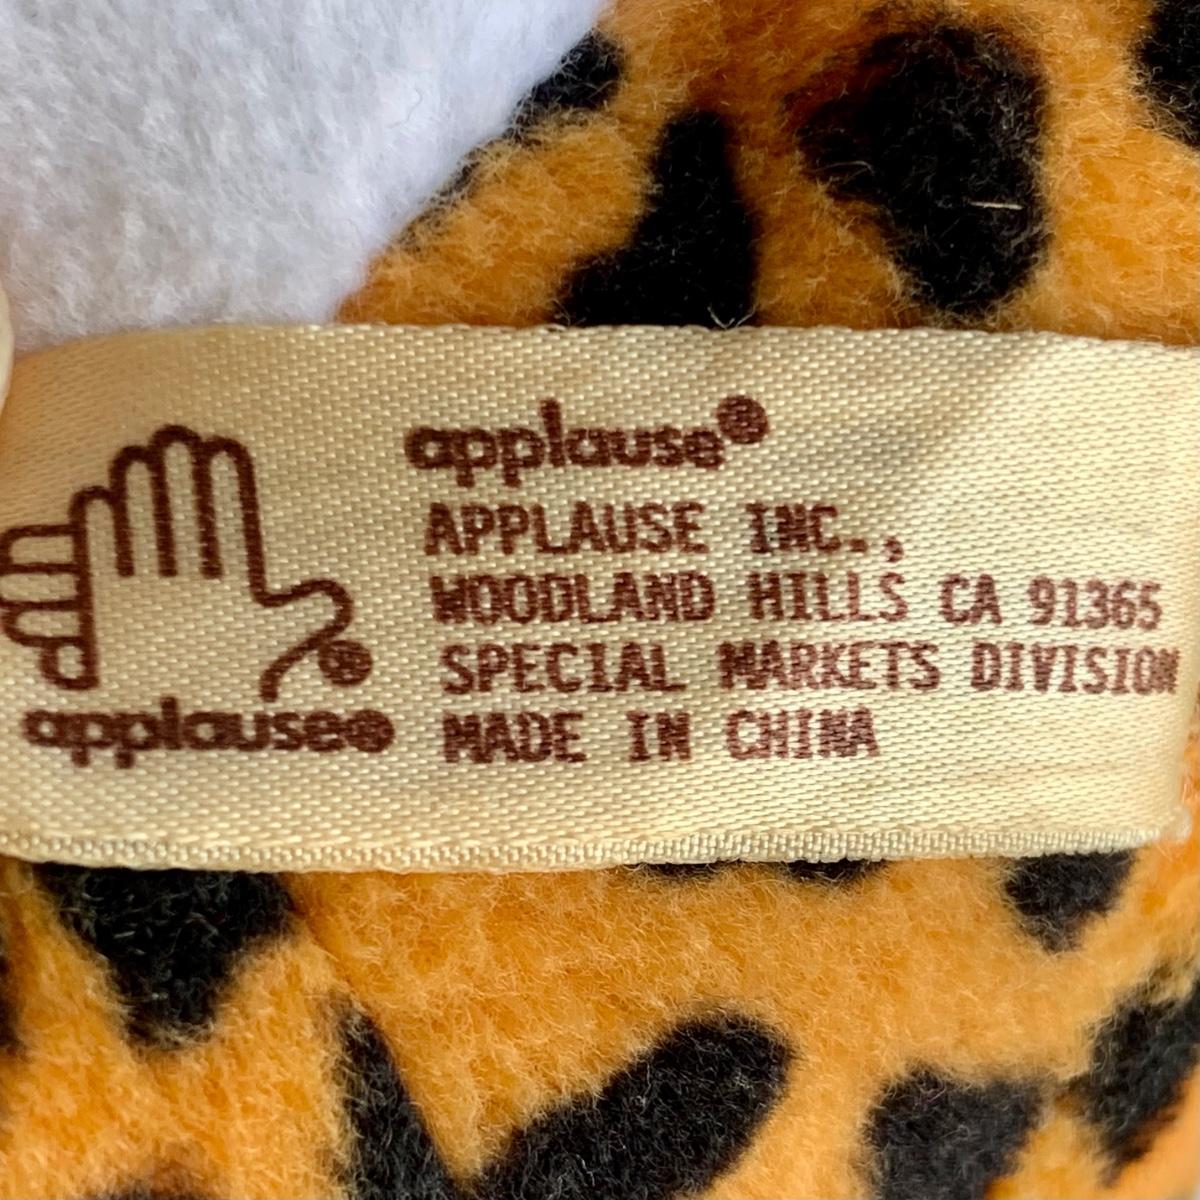 applause®
APPLAUSE INC.,
WOODLAND HILLS CA 91365
SPECIAL MARKETS DIVISION
MADE IN CHINA
®
applause®